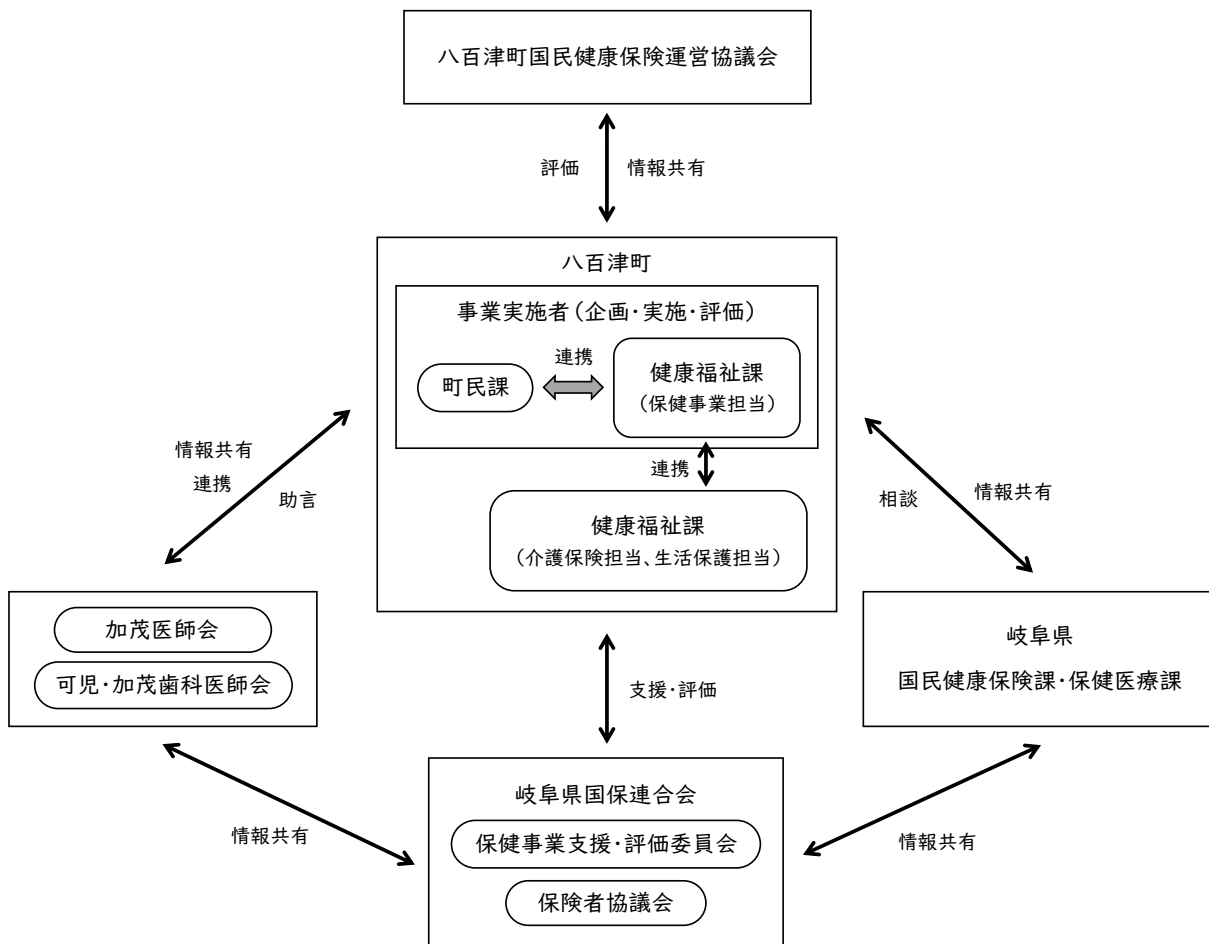 八百津町国民健康保険運営協議会
評価
情報共有
八百津町
事業実施者（企画・実施・評価）
町民課
連携
健康福祉課
（保健事業担当）
連携
健康福祉課
（介護保険担当、生活保護担当）
情報共有
連携
助言
相談
情報共有
加茂医師会
可児・加茂歯科医師会
支援・評価
岐阜県
国民健康保険課・保健医療課
情報共有
岐阜県国保連合会
保健事業支援・評価委員会
保険者協議会
情報共有